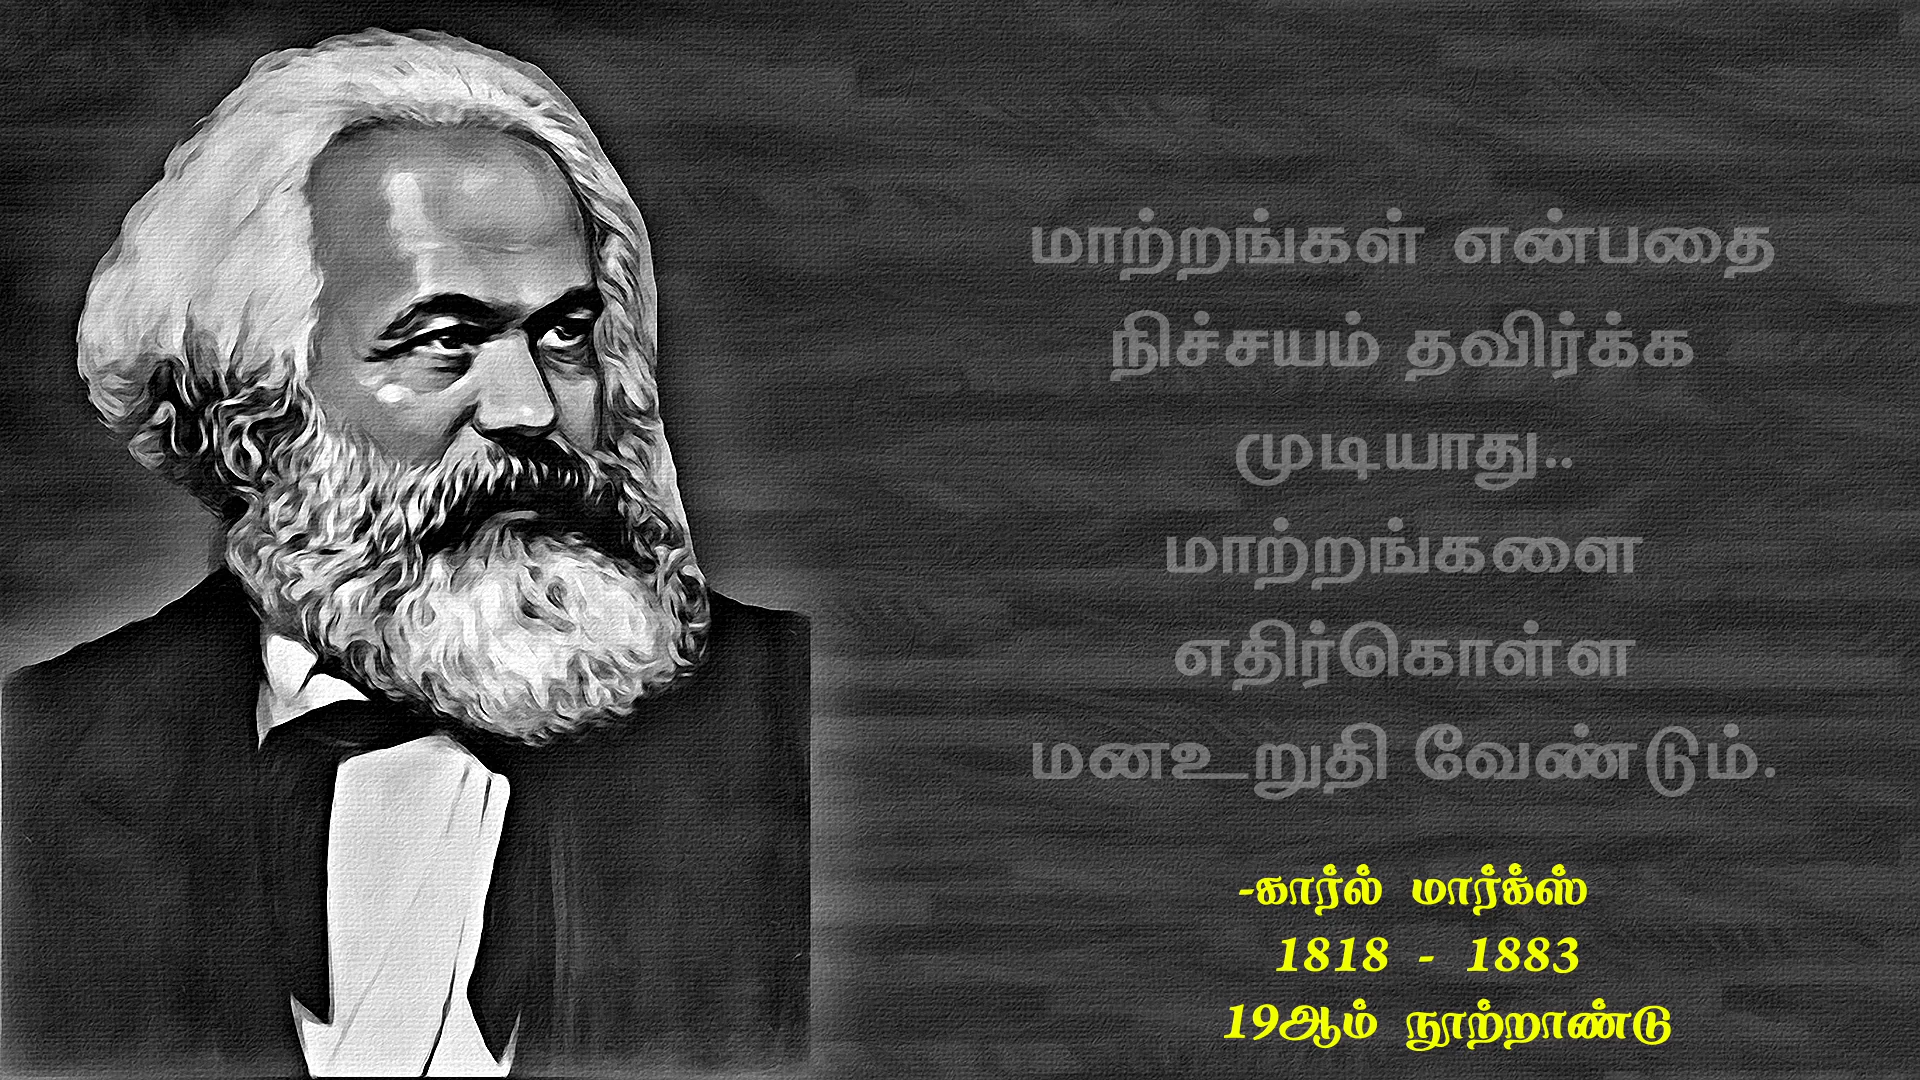 மாற்றங்கள் என்பதை
நிச்சயம் தவிர்க்க
முடியாது..
மாற்றங்களை
எதிர்கொள்ள
மனஉறுதி வேண்டும்.
-கார்ல் மார்க்ஸ்
1818 - 1883
19ஆம் நூற்றாண்டு